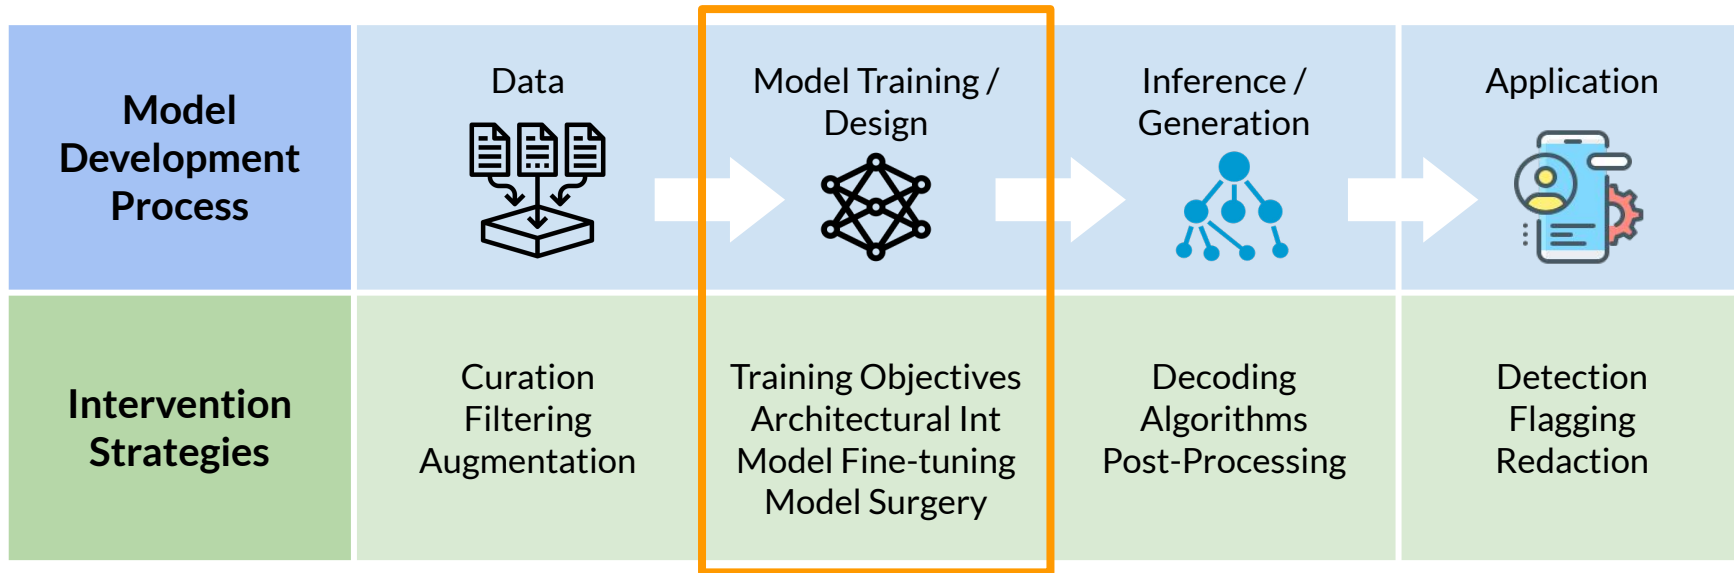 Model
Development
Process
Data
Model Training /
Design
Inference /
Generation
Application
Intervention
Strategies
Curation
Filtering
Augmentation
Training Objectives
Architectural Int
Model Fine-tuning
Model Surgery
Decoding
Algorithms
Post-Processing
Detection
Flagging
Redaction